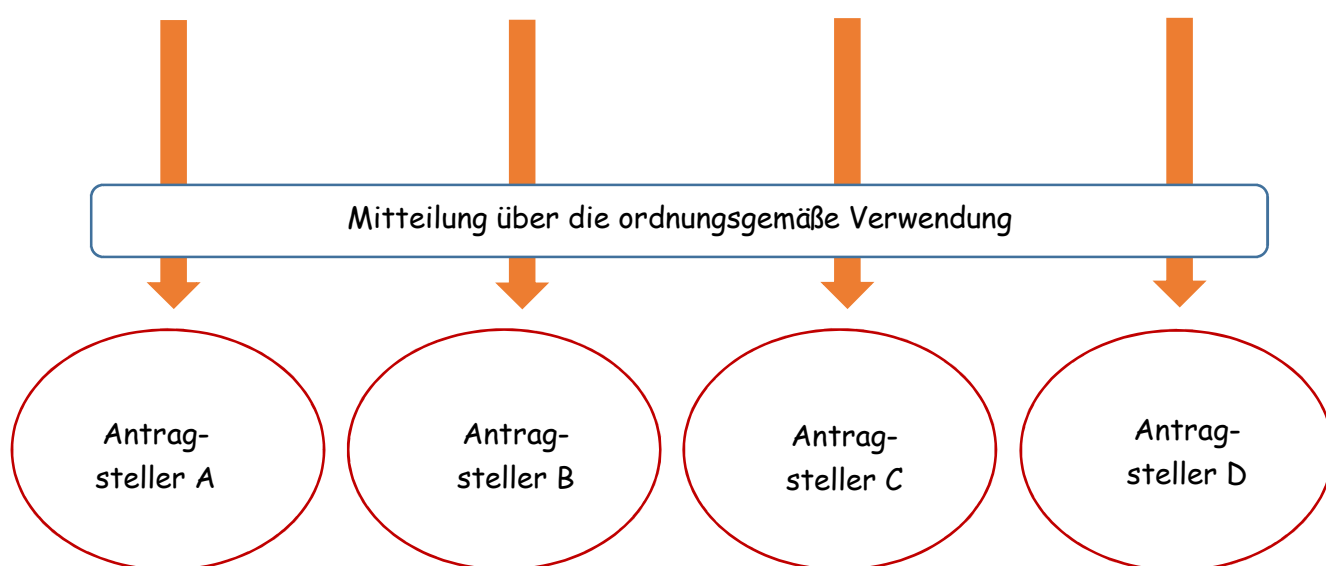 Mitteilung über die ordnungsgemäße Verwendung
Antrag-
steller A
Antrag-
steller B
Antrag-
steller C
Antrag-
steller D